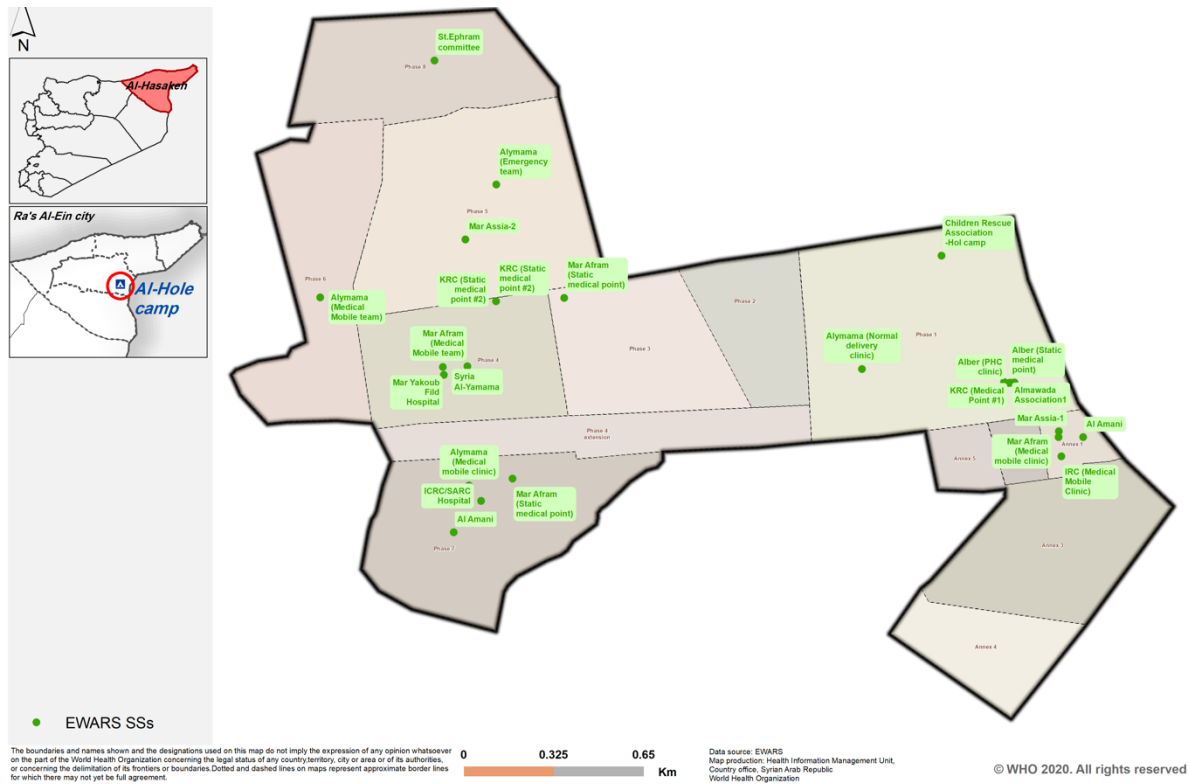 N
Al-Hasakeh
Ra's Al-Ein city
Al-Hole
camp
St.Ephram
committee
Phase 8
Alymama
(Emergency
team)
Phase 5
Mar Assia-2
Children Rescue
Association
-Hol camp
KRC (Static
medical
point #2)
KRC (Static
medical
point #2)
Mar Afram
(Static
medical point)
Phase 6
Alymama
(Medical
Mobile team)
Phase 2
Phase 1
Mar Afram
(Medical
Mobile team)
Phase 4
Phase 3
Alymama (Normal
delivery
clinic)
Alber (Static
medical
point)
Alber (PHC
clinic)
Mar Yakoub
Fild
Hospital
Syria
Al-Yamama
KRC (Medical
Point #1)
Almawada
Association1
Mar Assia-1
Al Amani
Phase 4
extension
Mar Afram
(Medical
mobile clinic)
Annex 1
Annex 5
IRC (Medical
Mobile
Clinic)
Alymama
(Medical
mobile clinic)
ICRC/SARC
Hospital
Mar Afram
(Static
medical point)
Al Amani
Phase 7
Annex 3
Annex 4
EWARS SSs
The boundaries and names shown and the designations used on this map do not imply the expression of any opinion whatsoever
on the part of the World Health Organization concerning the legal status of any country,territory, city or area or of its authorities,
or concerning the delimitation of its frontiers or boundaries.Dotted and dashed lines on maps represent approximate border lines
for which there may not yet be full agreement.
0 0.325 0.65
Km
Data source: EWARS
Map production: Health Information Management Unit,
Country office, Syrian Arab Republic
World Health Organization
© WHO 2020. All rights reserved